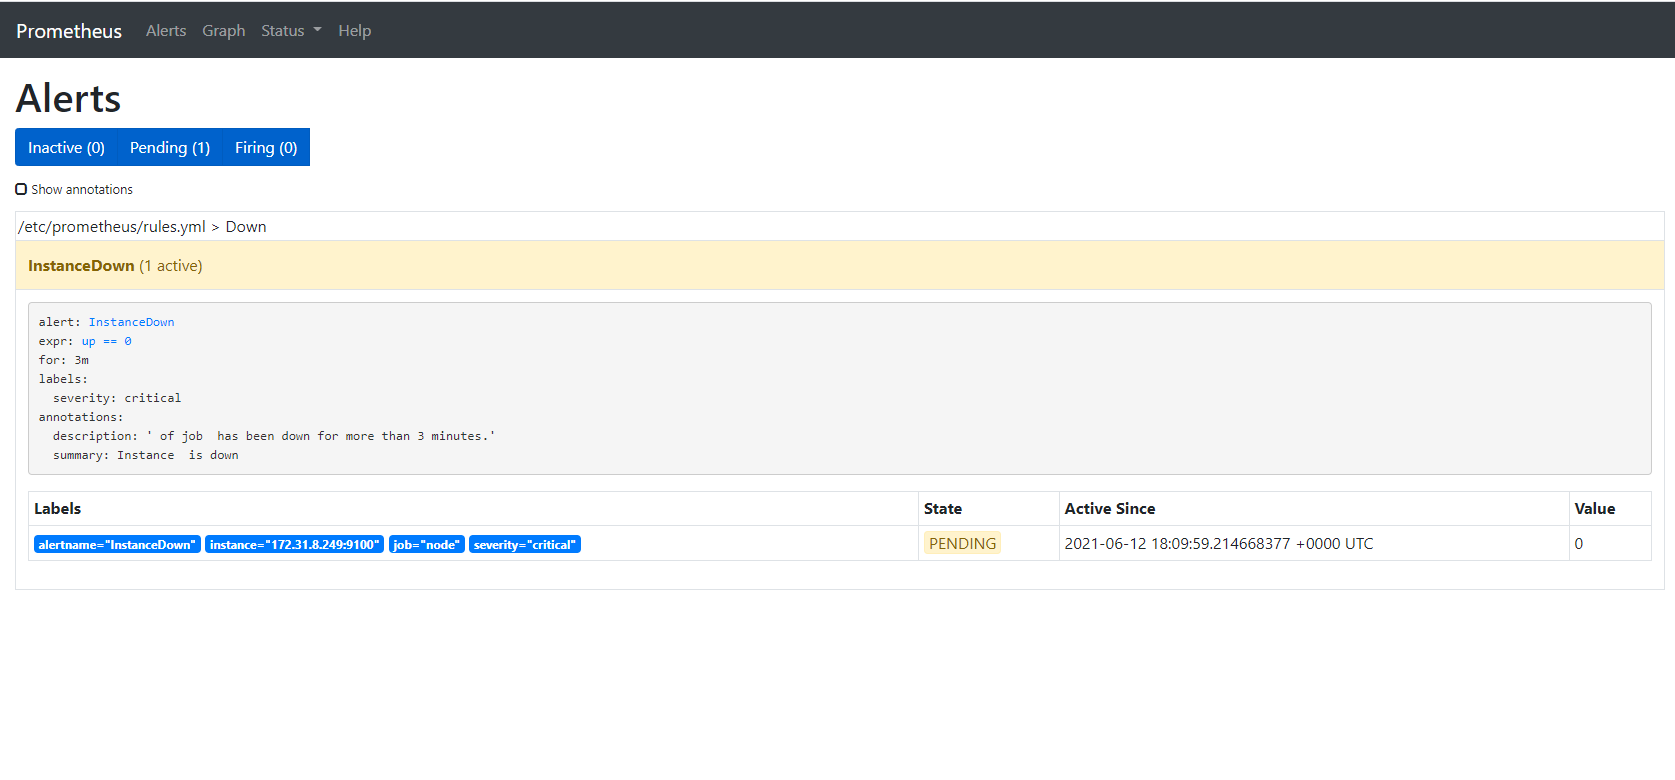 Prometheus Alerts Graph Status Help
Alerts
Inactive (0) Pending (1) Firing (0)
Show annotations
/etc/prometheus/rules.yml > Down
InstanceDown (1 active)
alert: InstanceDown
expr: up == 0
for: 3m
labels:
  severity: critical
annotations:
  description: ' of job  has been down for more than 3 minutes.'
  summary: Instance  is down
Labels State Active Since Value
alertname="InstanceDown" instance="172.31.8.249:9100" job="node" severity="critical" PENDING 2021-06-12 18:09:59.214668377 +0000 UTC 0